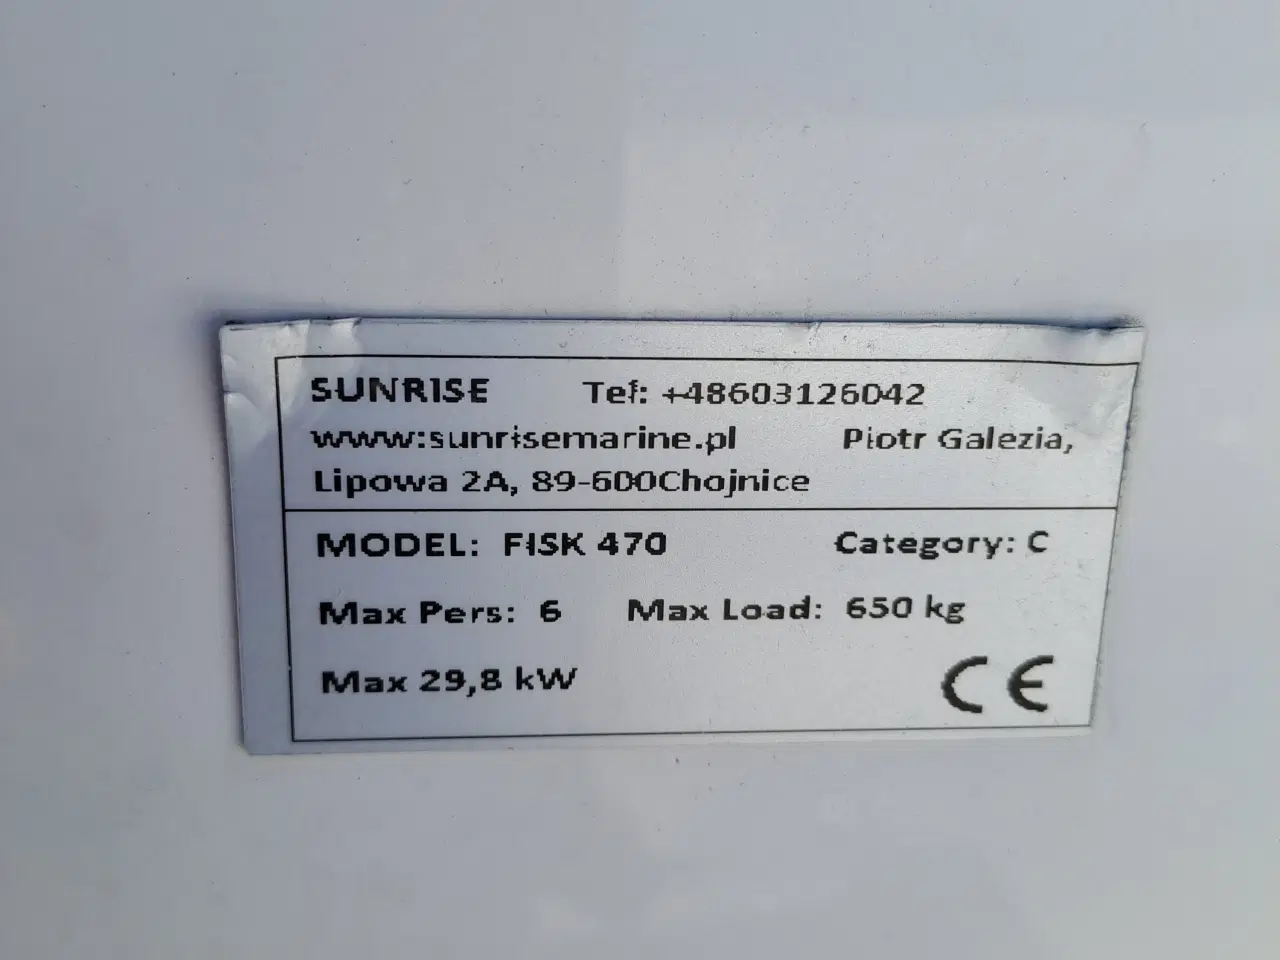 SUNRISE Tel: +48603126042
www.sunrisemarine.pl Piotr Galezia,
Lipowa 2A, 89-600Chojnice
MODEL: FISK 470 Category: C
Max Pers: 6 Max Load: 650 kg
Max 29,8 kW CE